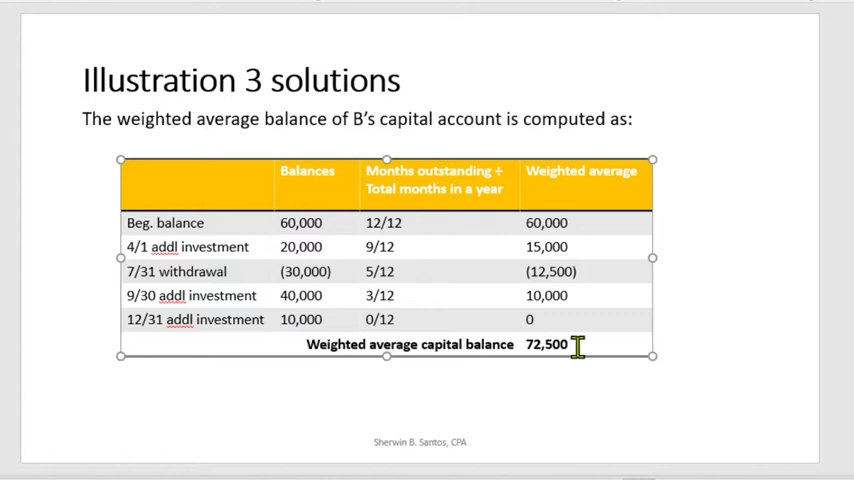 Illustration 3 solutions
The weighted average balance of B's capital account is computed as:
Balances Months outstanding ÷ Weighted average
Total months in a year
Beg. balance 60,000 12/12 60,000
4/1 addl investment 20,000 9/12 15,000
7/31 withdrawal (30,000) 5/12 (12,500)
9/30 addl investment 40,000 3/12 10,000
12/31 addl investment 10,000 0/12 0
Weighted average capital balance 72,500
Sherwin B. Santos, CPA